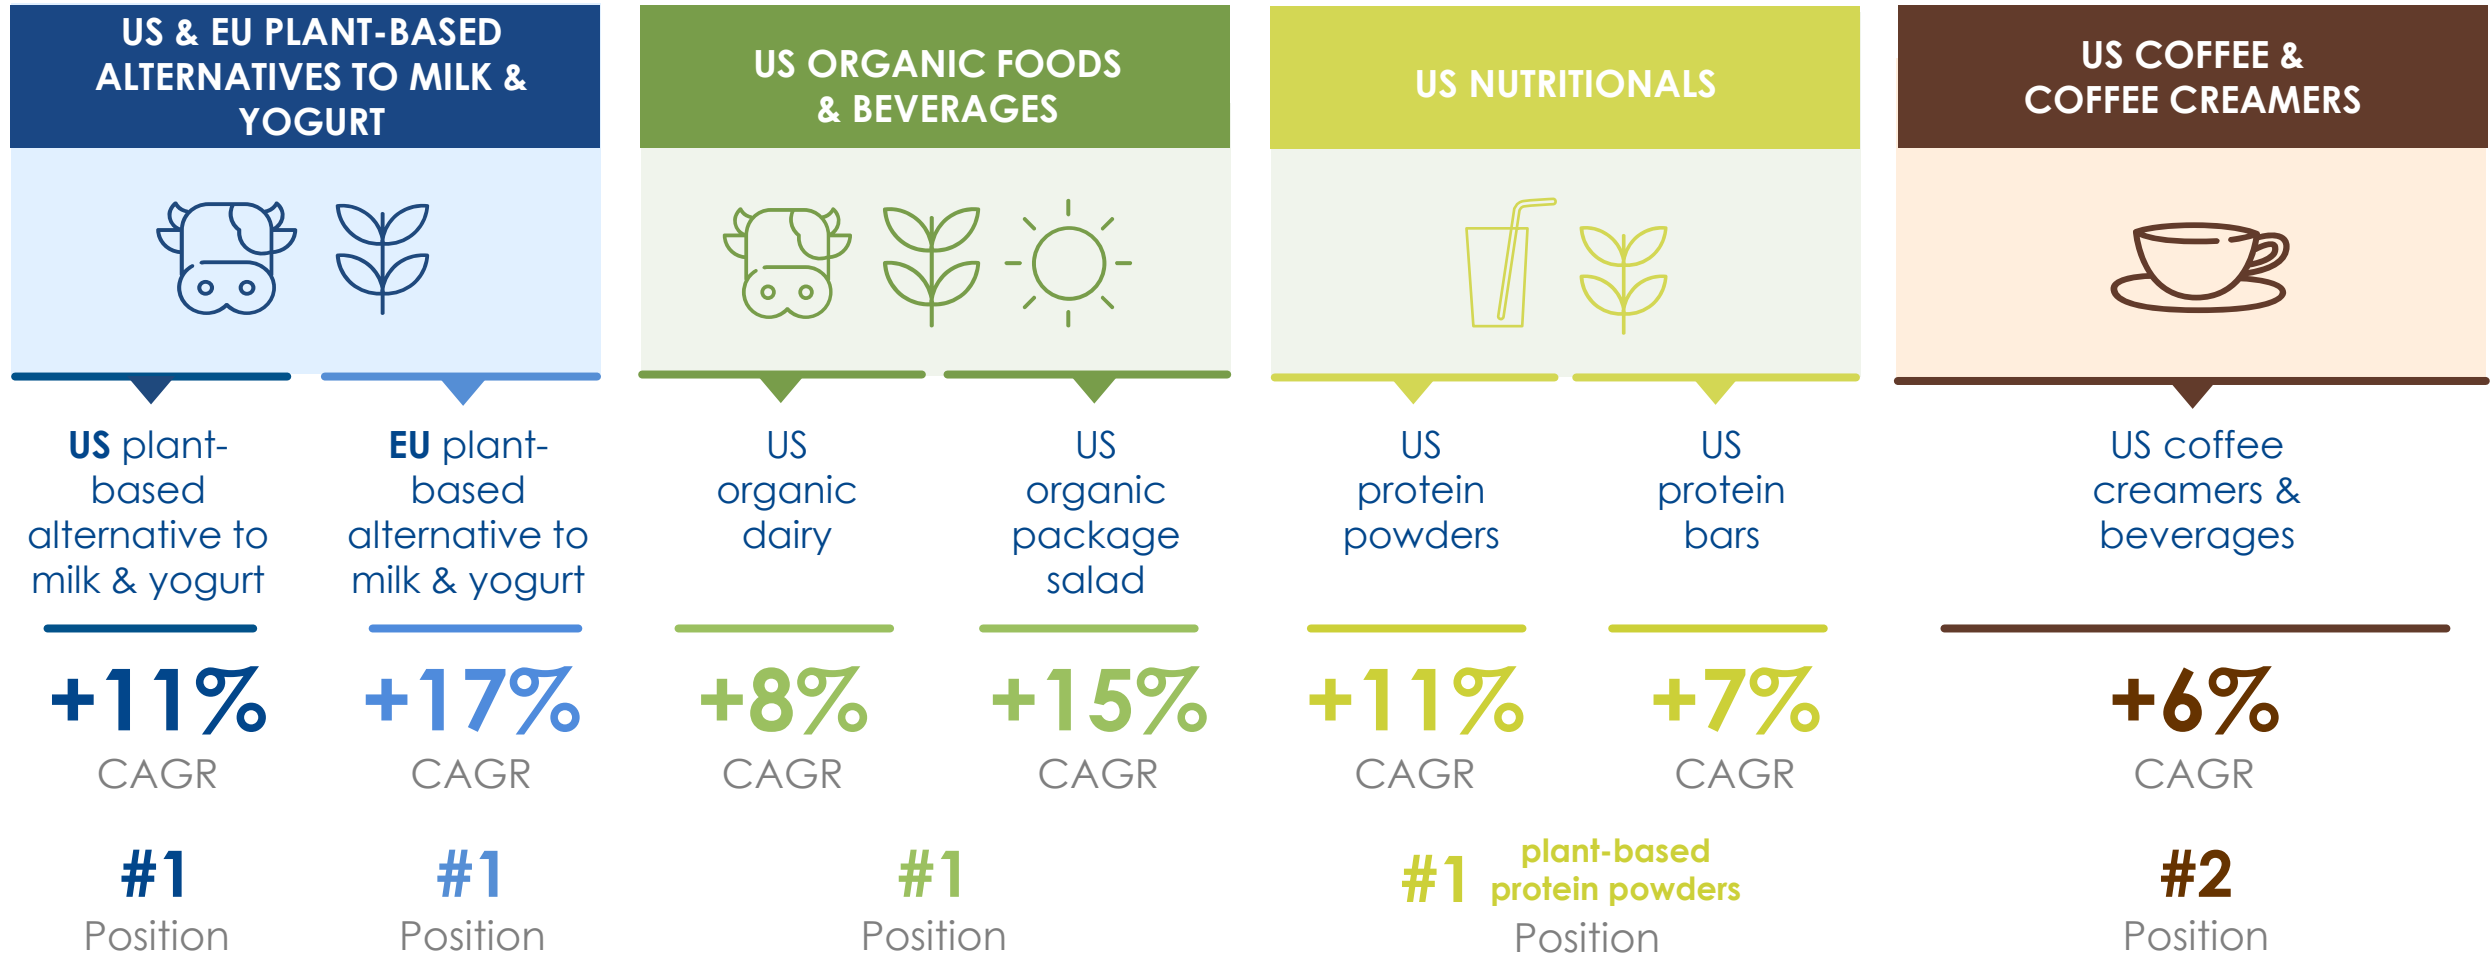 US & EU PLANT-BASED
ALTERNATIVES TO MILK &
YOGURT
US plant-
based
alternative to
milk & yogurt
+11%
CAGR
#1
Position
EU plant-
based
alternative to
milk & yogurt
+17%
CAGR
#1
Position
US ORGANIC FOODS
& BEVERAGES
US
organic
dairy
+8%
CAGR
US
organic
package
salad
+15%
CAGR
#1
Position
US NUTRITIONALS
US
protein
powders
+11%
CAGR
US
protein
bars
+7%
CAGR
#1
plant-based
protein powders
Position
US COFFEE &
COFFEE CREAMERS
US coffee
creamers &
beverages
+6%
CAGR
#2
Position